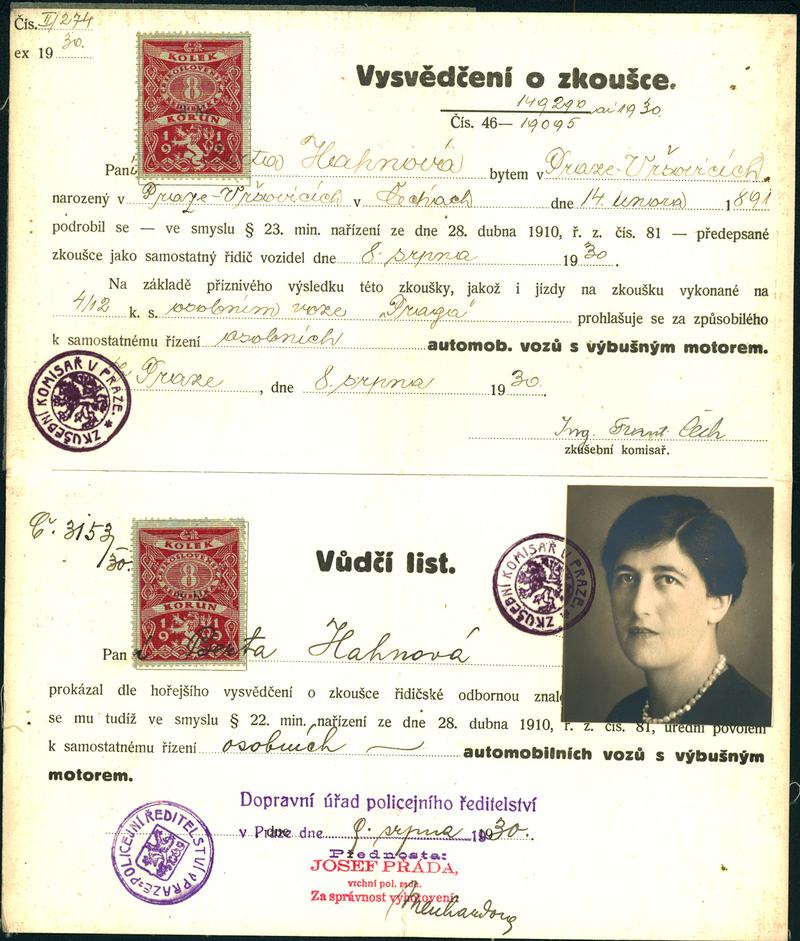 Čís. II/274
ex 19 30.
ČR
KOLEK
8
KORUN
1919
Vysvědčení o zkoušce.
149290 ai 1930
Čís. 46— 19095
Paní Berta Hahnová bytem v Praze-Vršovicích.
narozený v Praze-Vršovicích v Čechách dne 14. února 1891
podrobil se — ve smyslu § 23. min. nařízení ze dne 28. dubna 1910, ř. z. čís. 81 — předepsané
zkoušce jako samostatný řidič vozidel dne 8. srpna 1930.
Na základě příznivého výsledku této zkoušky, jakož i jízdy na zkoušku vykonané na
4/12 k. s. osobním voze „Praga" prohlašuje se za způsobilého
k samostatnému řízení osobních automob. vozů s výbušným motorem.
Praze, dne 8. srpna 1930.
ZKUŠEBNÍ KOMISAŘ V PRAZE.
Ing. Frant. Čech
zkušební komisař.
Č. 3153/30.
ČR
KOLEK
8
KORUN
1919
Vůdčí list.
ZKUŠEBNÍ KOMISAŘ V PRAZE.
Paní Berta Hahnová
prokázal dle hořejšího vysvědčení o zkoušce řidičské odbornou znal
se mu tudíž ve smyslu § 22. min. nařízení ze dne 28. dubna 1910, ř. z. čís. 81, úřední povolení
k samostatnému řízení osobních — automobilních vozů s výbušným
motorem.
POLICEJNÍ ŘEDITELSTVÍ V PRAZE
Dopravní úřad policejního ředitelství
v Praze dne 9. srpna 1930.
Přednosta:
JOSEF PRÁDA,
vrchní pol. rada.
Za správnost vyhotovení: